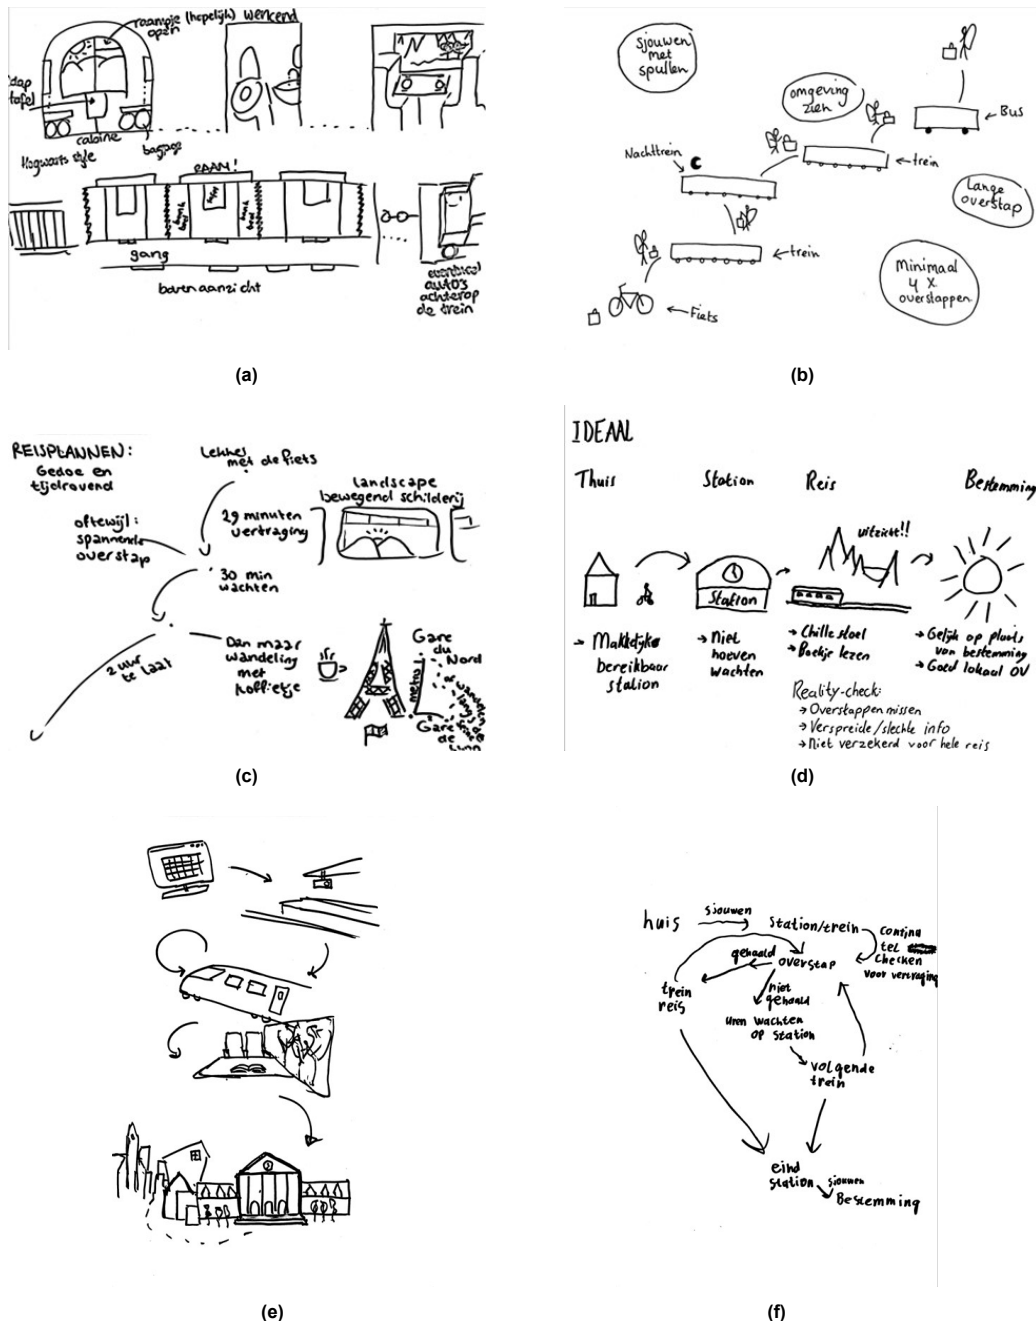 raampje (hopelijk) werkend
open
klap
tafel
cabine
bagage
Hogwarts style
RAAM!
gang
bovenaanzicht
eventueel
auto's
achterop
de trein
(a)
sjouwen
met
spullen
omgeving
zien
Bus
Nachttrein
trein
Lange
overstap
trein
Minimaal
4 x
overstappen
Fiets
(b)
REISPLANNEN:
Gedoe en
tijdrovend
Lekker
met de fiets
landscape
bewegend schilderij
oftewijl:
spannende
overstap
29 minuten
vertraging
30 min
wachten
2 uur
te laat
Dan maar
wandeling
met
koffietje
metro!
Gare
du
Nord
Gare
de
(c)
IDEAAL
Thuis
Station
Reis
Bestemming
uitzicht!!
Station
→ Makkelijk
bereikbaar
station
→ Niet
hoeven
wachten
→ Chille stoel
→ Boekje lezen
→ Gelijk op plaats
van bestemming
→ Goed lokaal OV
Reality-check:
→ Overstappen missen
→ Verspreide/slechte info
→ Niet verzekerd voor hele reis
(d)
(e)
huis
sjouwen
Station/trein
continu
tel
checken
voor vertraging
gehaald
overstap
trein
reis
niet
gehaald
uren wachten
op station
volgende
trein
eind
station
sjouwen
Bestemming
(f)